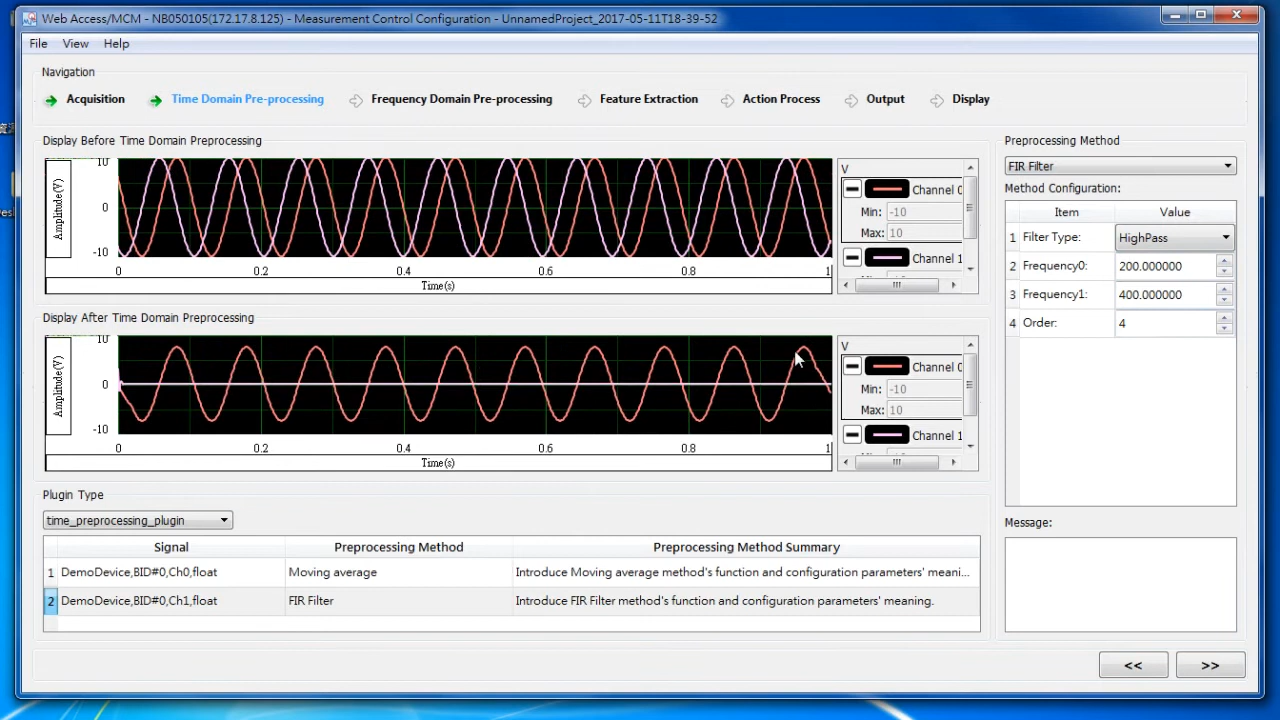 Web Access/MCM - NB050105(172.17.8.125) - Measurement Control Configuration - UnnamedProject_2017-05-11T18-39-52
File View Help
Navigation
Acquisition Time Domain Pre-processing Frequency Domain Pre-processing Feature Extraction Action Process Output Display
Display Before Time Domain Preprocessing
Amplitude(V)
10
0
-10
0 0.2 0.4 0.6 0.8 1
Time(s)
V
Channel 0
Min: -10
Max: 10
Channel 1
Display After Time Domain Preprocessing
Amplitude(V)
10
0
-10
0 0.2 0.4 0.6 0.8 1
Time(s)
V
Channel 0
Min: -10
Max: 10
Channel 1
Plugin Type
time_preprocessing_plugin
Signal Preprocessing Method Preprocessing Method Summary
1 DemoDevice,BID#0,Ch0,float Moving average Introduce Moving average method's function and configuration parameters' meani...
2 DemoDevice,BID#0,Ch1,float FIR Filter Introduce FIR Filter method's function and configuration parameters' meaning.
Preprocessing Method
FIR Filter
Method Configuration:
Item Value
1 Filter Type: HighPass
2 Frequency0: 200.000000
3 Frequency1: 400.000000
4 Order: 4
Message:
<< >>